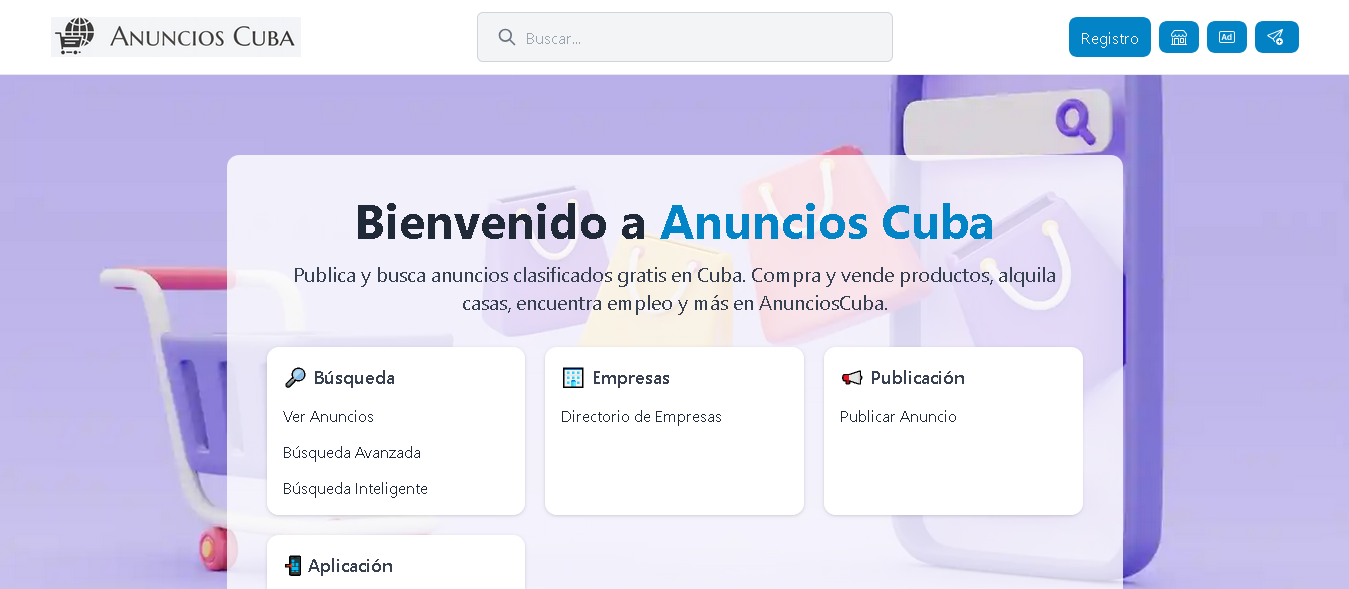 Anuncios Cuba
Buscar...
Registro
Ad
Bienvenido a Anuncios Cuba
Publica y busca anuncios clasificados gratis en Cuba. Compra y vende productos, alquila
casas, encuentra empleo y más en AnunciosCuba.
Búsqueda
Ver Anuncios
Búsqueda Avanzada
Búsqueda Inteligente
Empresas
Directorio de Empresas
Publicación
Publicar Anuncio
Aplicación